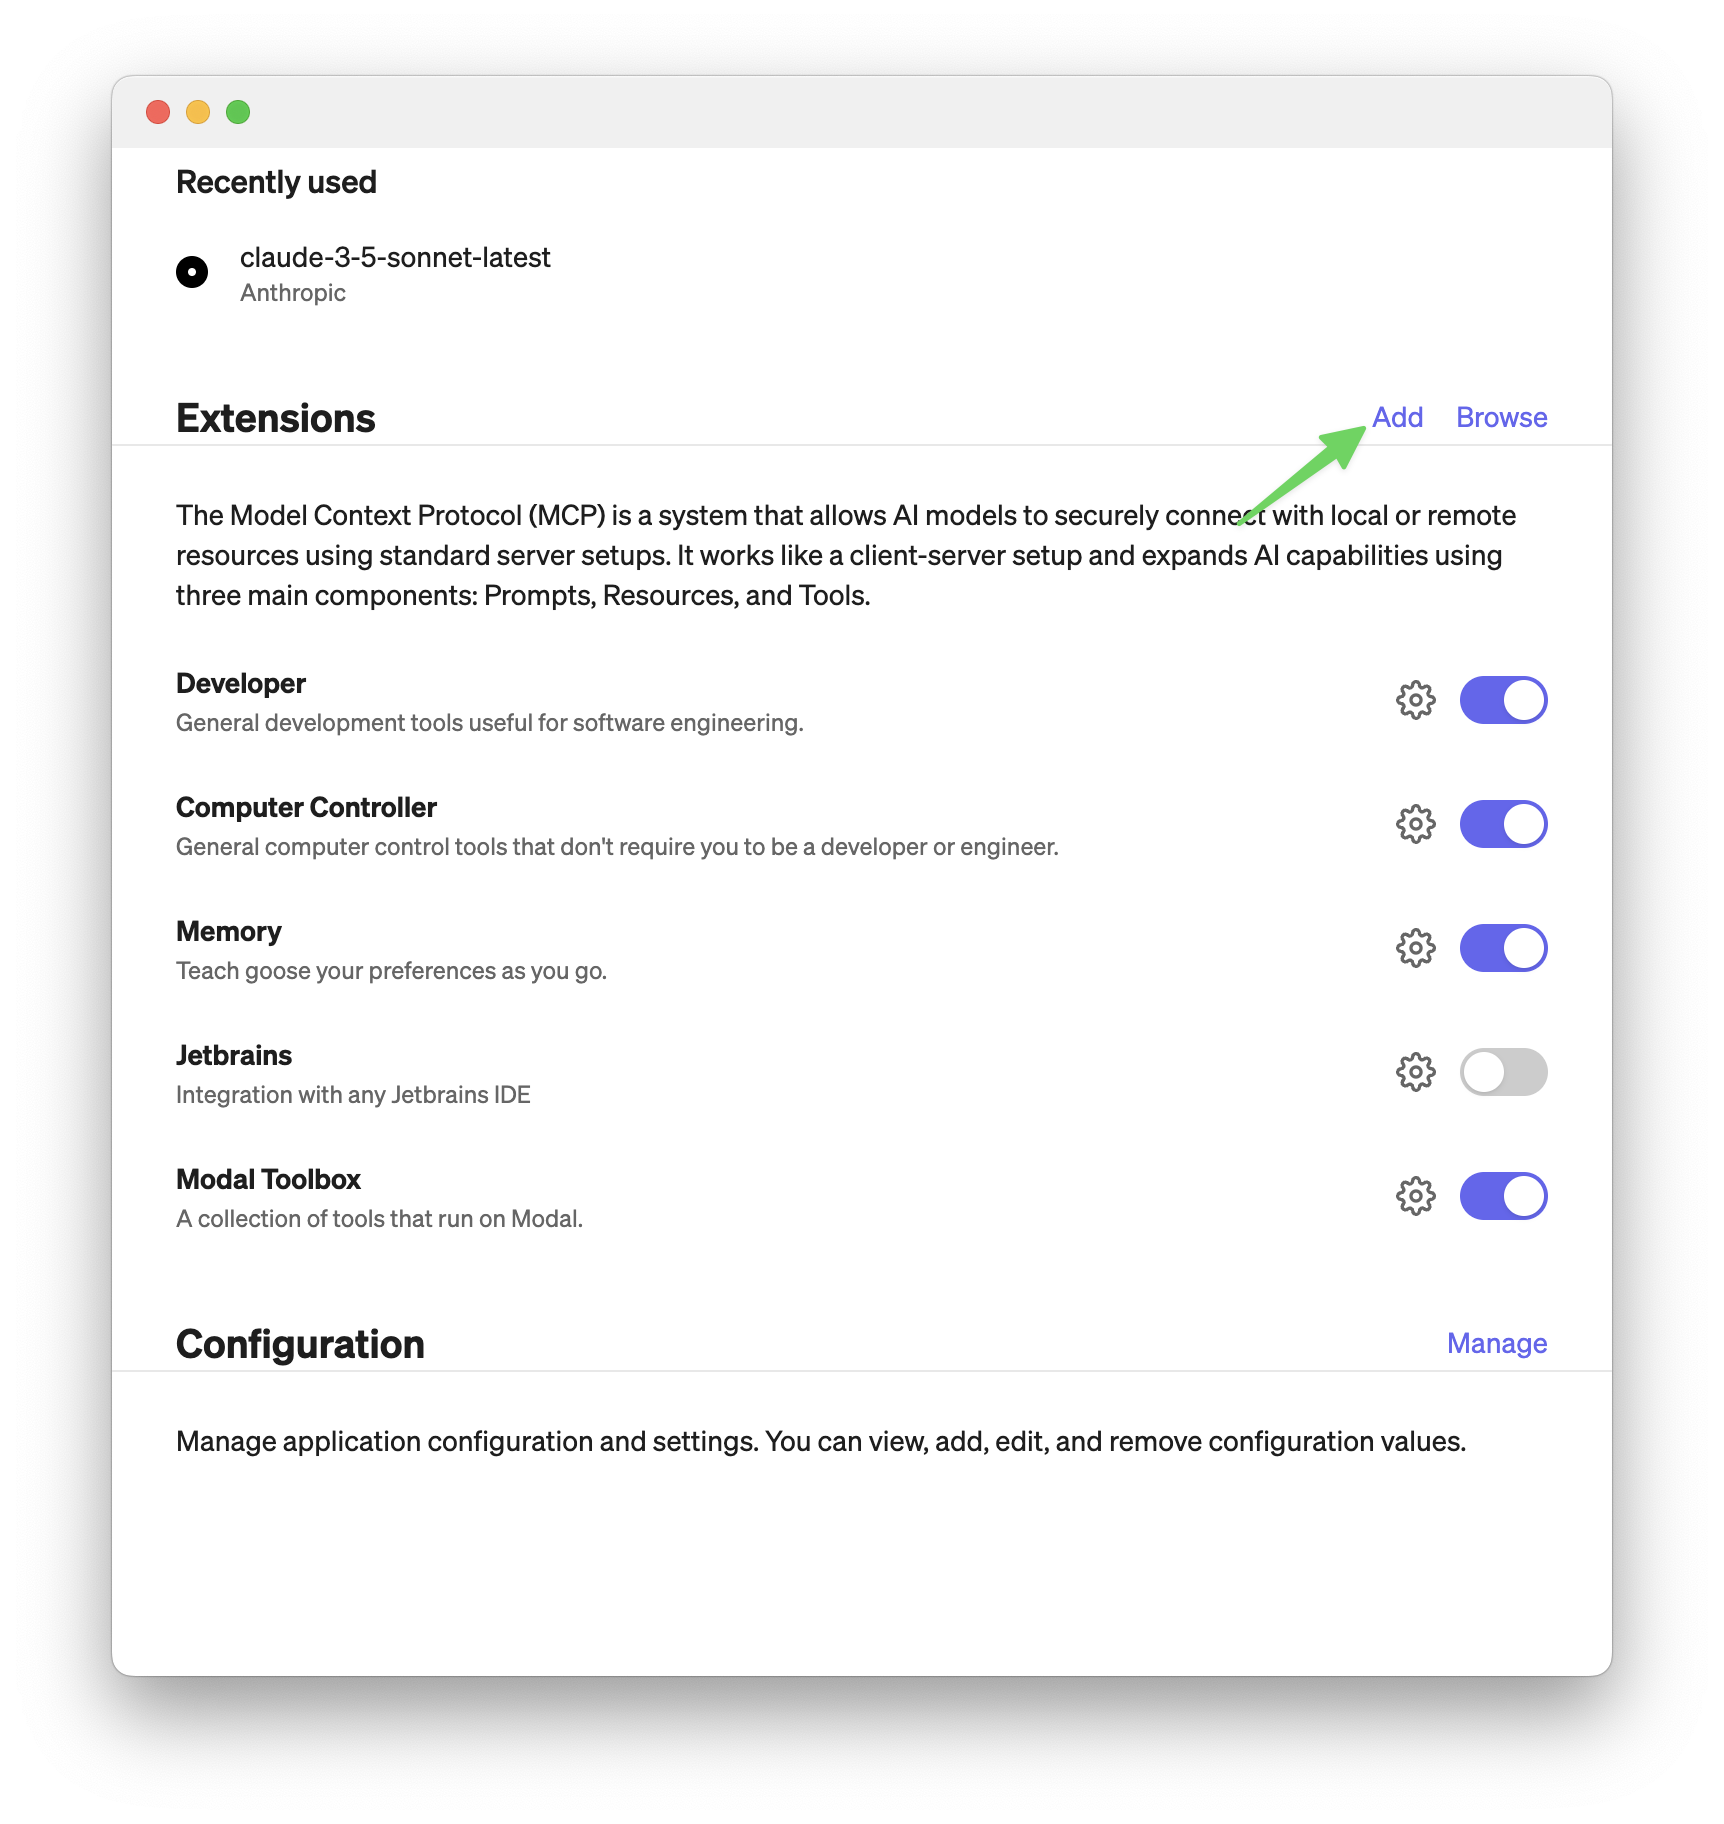 Recently used
claude-3-5-sonnet-latest
Anthropic
Extensions
Add Browse
The Model Context Protocol (MCP) is a system that allows AI models to securely connect with local or remote
resources using standard server setups. It works like a client-server setup and expands AI capabilities using
three main components: Prompts, Resources, and Tools.
Developer
General development tools useful for software engineering.
Computer Controller
General computer control tools that don't require you to be a developer or engineer.
Memory
Teach goose your preferences as you go.
Jetbrains
Integration with any Jetbrains IDE
Modal Toolbox
A collection of tools that run on Modal.
Configuration
Manage
Manage application configuration and settings. You can view, add, edit, and remove configuration values.